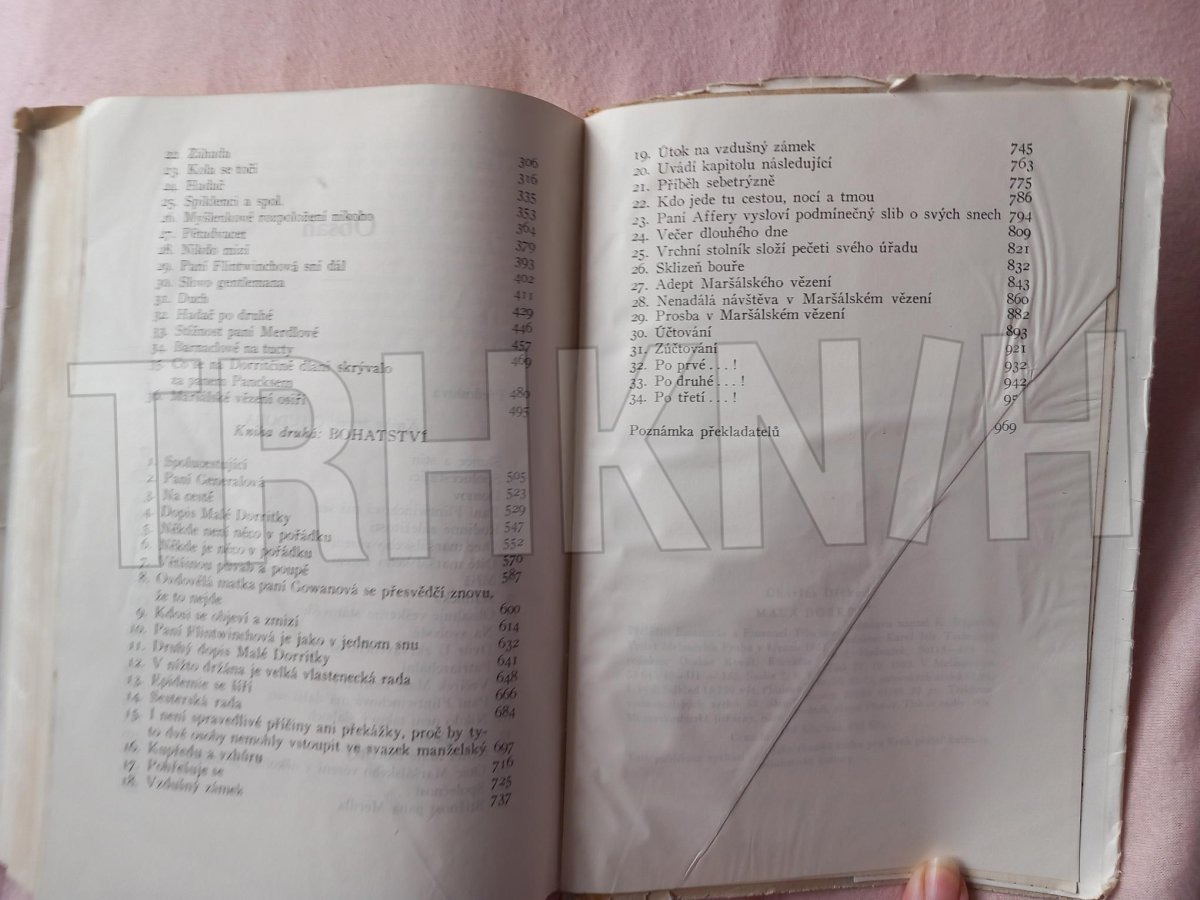 22. Záhada 306
23. Kola se točí 316
24. Hadač 335
25. Spiklenci a spol. 353
26. Myšlenkové rozpoložení nikoho 364
27. Pětadvacet 379
28. Nikdo mizí 393
29. Paní Flintwinchová sní dál 402
30. Slovo gentlemana 411
31. Duch 429
32. Hadač po druhé 446
33. Stížnost paní Merdlové 457
34. Barnaclové na tucty 469
35. Co se na Dorritčině dlani skrývalo
za panem Pancksem 480
36. Maršálské vězení osiří 495
Kniha druhá: BOHATSTVÍ
1. Spolucestující 505
2. Paní Generalová 523
3. Na cestě 529
4. Dopis Malé Dorritky 547
5. Někde není něco v pořádku 552
6. Někde je něco v pořádku 570
7. Většinou povah a poupě 587
8. Ovdovělá matka paní Gowanová se přesvědčí znovu,
že to nejde 600
9. Kdosi se objeví a zmizí 614
10. Paní Flintwinchová je jako v jednom snu 632
11. Druhý dopis Malé Dorritky 641
12. V nížto držána je velká vlastenecká rada 648
13. Epidemie se šíří 666
14. Sesterská rada 684
15. I není spravedlivé příčiny ani překážky, proč by ty-
to dvě osoby nemohly vstoupit ve svazek manželský 697
16. Kupředu a vzhůru 716
17. Pohřešuje se 725
18. Vzdušný zámek 737
19. Útok na vzdušný zámek 745
20. Uvádí kapitolu následující 763
21. Příběh sebetrýzně 775
22. Kdo jede tu cestou, nocí a tmou 786
23. Paní Affery vysloví podmínečný slib o svých snech 794
24. Večer dlouhého dne 809
25. Vrchní stolník složí pečeti svého úřadu 821
26. Sklizeň bouře 832
27. Adept Maršálského vězení 843
28. Nenadálá návštěva v Maršálském vězení 860
29. Prosba v Maršálském vězení 882
30. Účtování 893
31. Zúčtování 921
32. Po prvé . . . ! 932
33. Po druhé . . . ! 942
34. Po třetí . . . !
Poznámka překladatelů 969
TRHKNIH